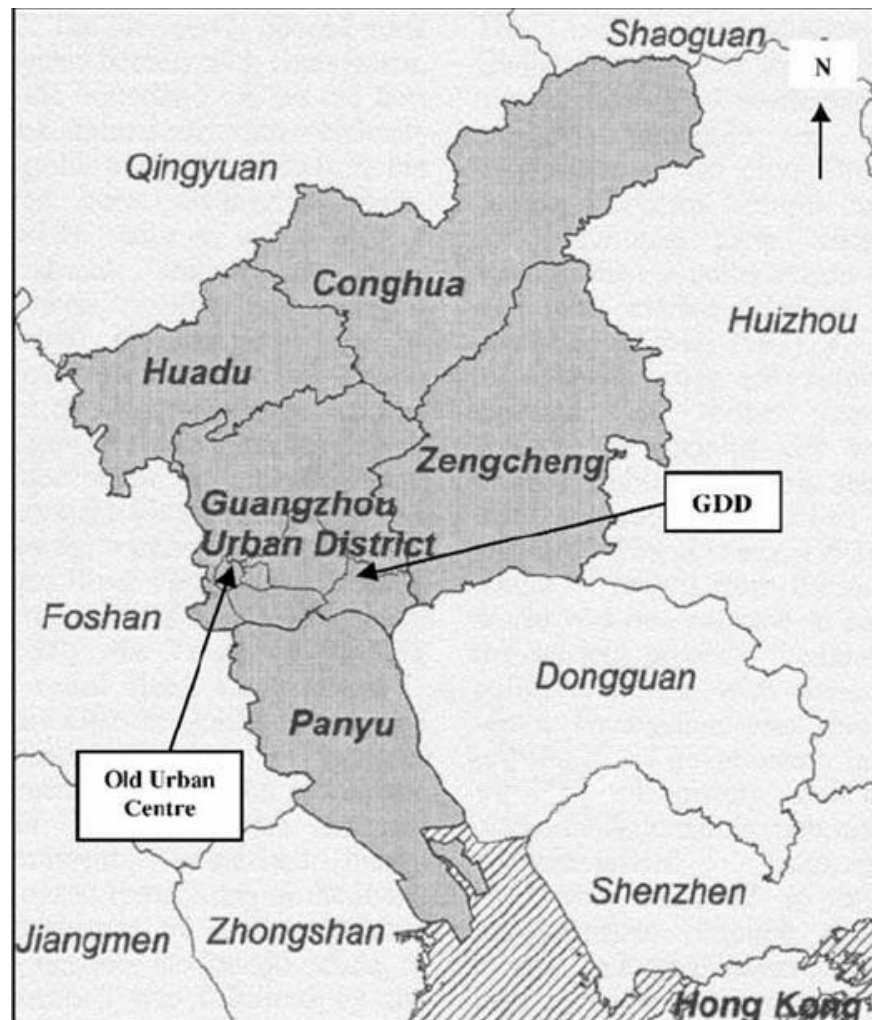 Shaoguan
N
Qingyuan
Conghua
Huizhou
Huadu
Zengcheng
GDD
Guangzhou
Urban District
Foshan
Dongguan
Panyu
Old Urban
Centre
Shenzhen
Jiangmen
Zhongshan
Hong Kong